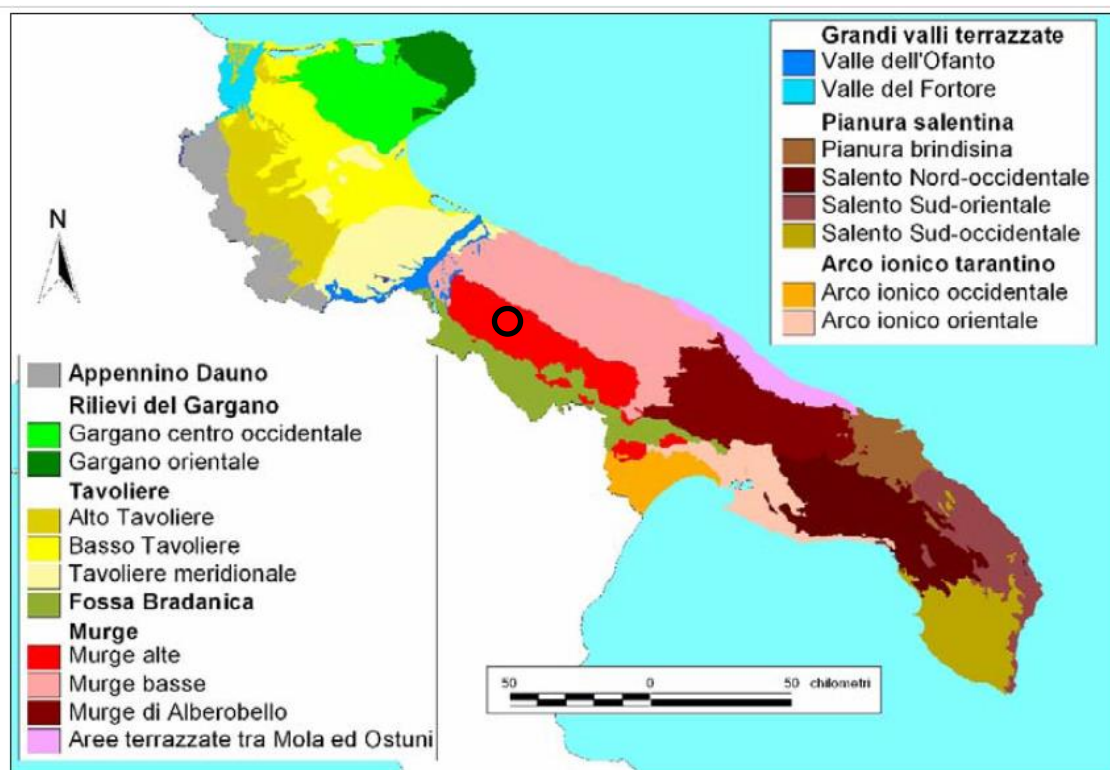 Grandi valli terrazzate
Valle dell'Ofanto
Valle del Fortore
Pianura salentina
Pianura brindisina
Salento Nord-occidentale
Salento Sud-orientale
Salento Sud-occidentale
Arco ionico tarantino
Arco ionico occidentale
Arco ionico orientale
N
Appennino Dauno
Rilievi del Gargano
Gargano centro occidentale
Gargano orientale
Tavoliere
Alto Tavoliere
Basso Tavoliere
Tavoliere meridionale
Fossa Bradanica
Murge
Murge alte
Murge basse
Murge di Alberobello
Aree terrazzate tra Mola ed Ostuni
50 0 50 chilometri